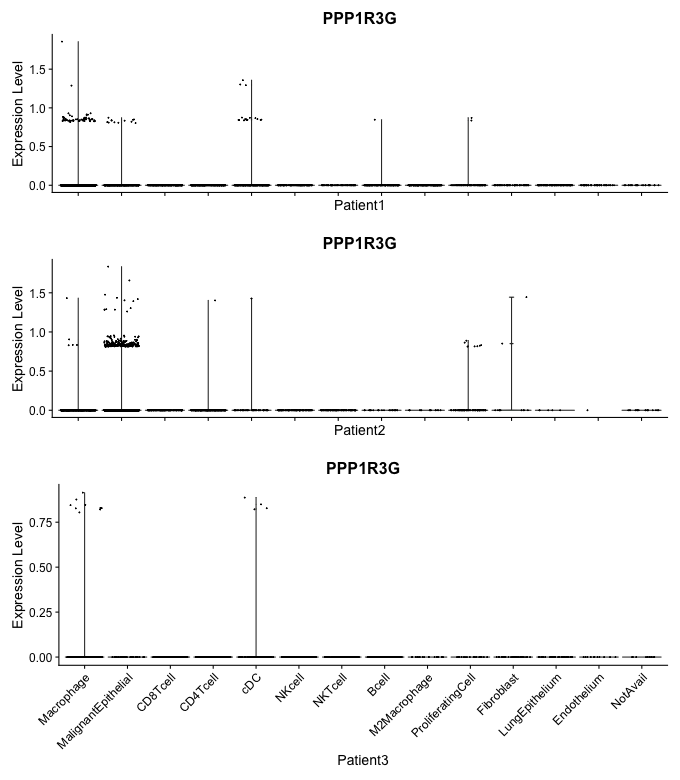 PPP1R3G
Expression Level
1.5
1.0
0.5
0.0
Patient1
PPP1R3G
Expression Level
1.5
1.0
0.5
0.0
Patient2
PPP1R3G
Expression Level
0.75
0.50
0.25
0.00
Macrophage
MalignantEpithelial
CD8Tcell
CD4Tcell
cDC
NKcell
NKTcell
Bcell
M2Macrophage
ProliferatingCell
Fibroblast
LungEpithelium
Endothelium
NotAvail
Patient3